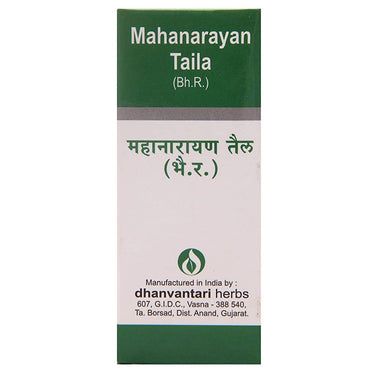 Mahanarayan
Taila
(Bh.R.)
महानारायण तैल
(भै.र.)
Manufactured in India by :
dhanvantari herbs
607, G.I.D.C., Vasna - 388 540,
Ta. Borsad, Dist. Anand, Gujarat.